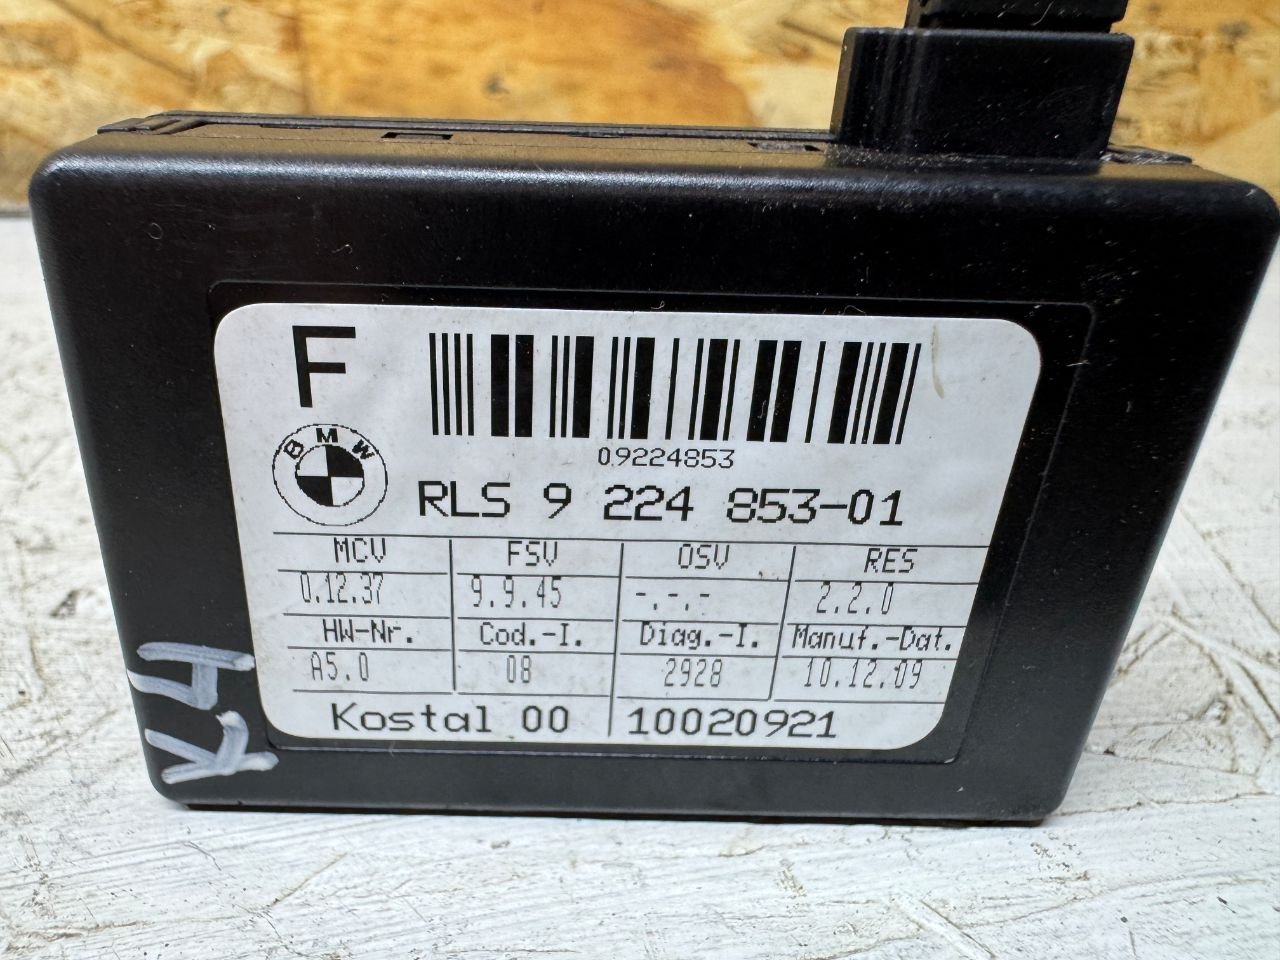 F
BMW
09224853
RLS 9 224 853-01
MCV FSV OSV RES
0.12.37 9.9.45 -.-.- 2.2.0
HW-Nr. Cod.-I. Diag.-I. Manuf.-Dat.
A5.0 08 2928 10.12.09
Kostal 00 10020921
K4